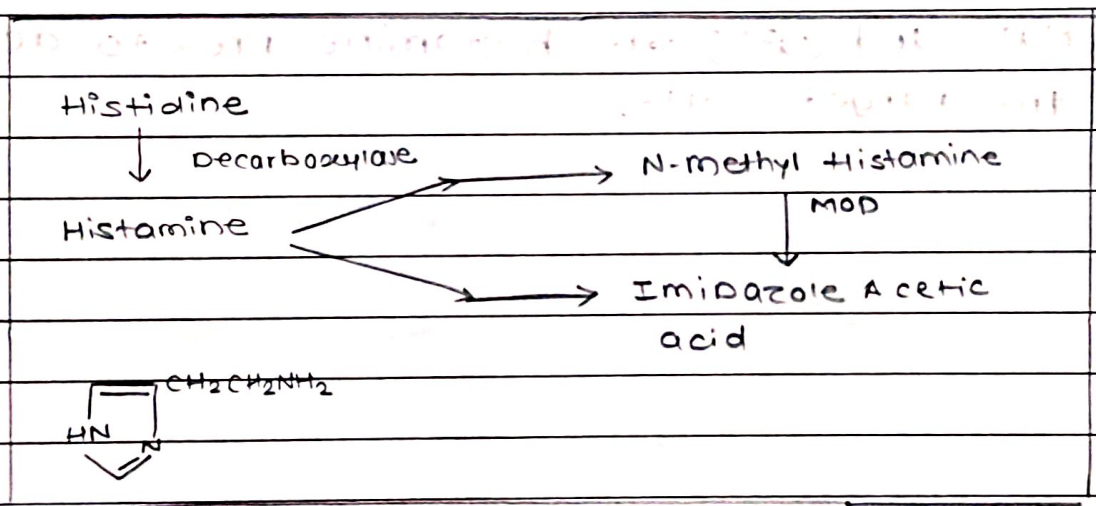 Histidine
Decarboxylase
N-methyl Histamine
MOD
Histamine
Imidazole Acetic
acid
CH2CH2NH2
HN
N